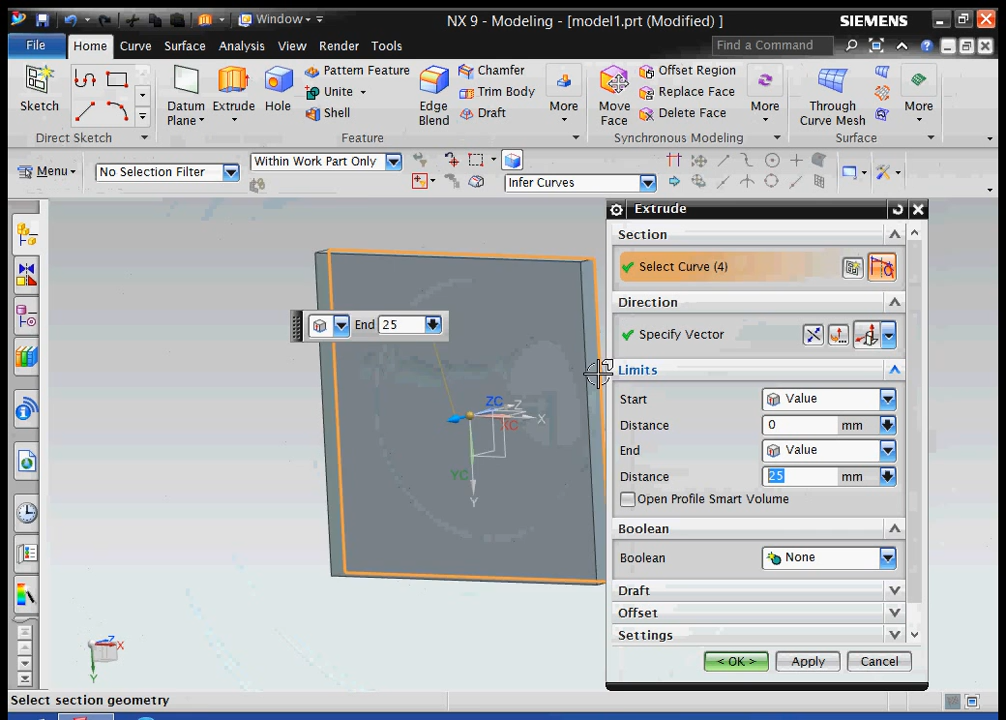 Window
NX 9 - Modeling - [model1.prt (Modified) ]
SIEMENS
File Home Curve Surface Analysis View Render Tools
Find a Command
Sketch
Direct Sketch
Datum Plane
Extrude
Hole
Pattern Feature
Unite
Shell
Edge Blend
Chamfer
Trim Body
Draft
More
Feature
Move Face
Offset Region
Replace Face
Delete Face
More
Synchronous Modeling
Through Curve Mesh
More
Surface
Menu
No Selection Filter
Within Work Part Only
Infer Curves
End 25
ZC
Z
X
XC
YC
Y
Z
X
Y
Extrude
Section
Select Curve (4)
Direction
Specify Vector
Limits
Start Value
Distance 0 mm
End Value
Distance 25 mm
Open Profile Smart Volume
Boolean
Boolean None
Draft
Offset
Settings
< OK > Apply Cancel
Select section geometry